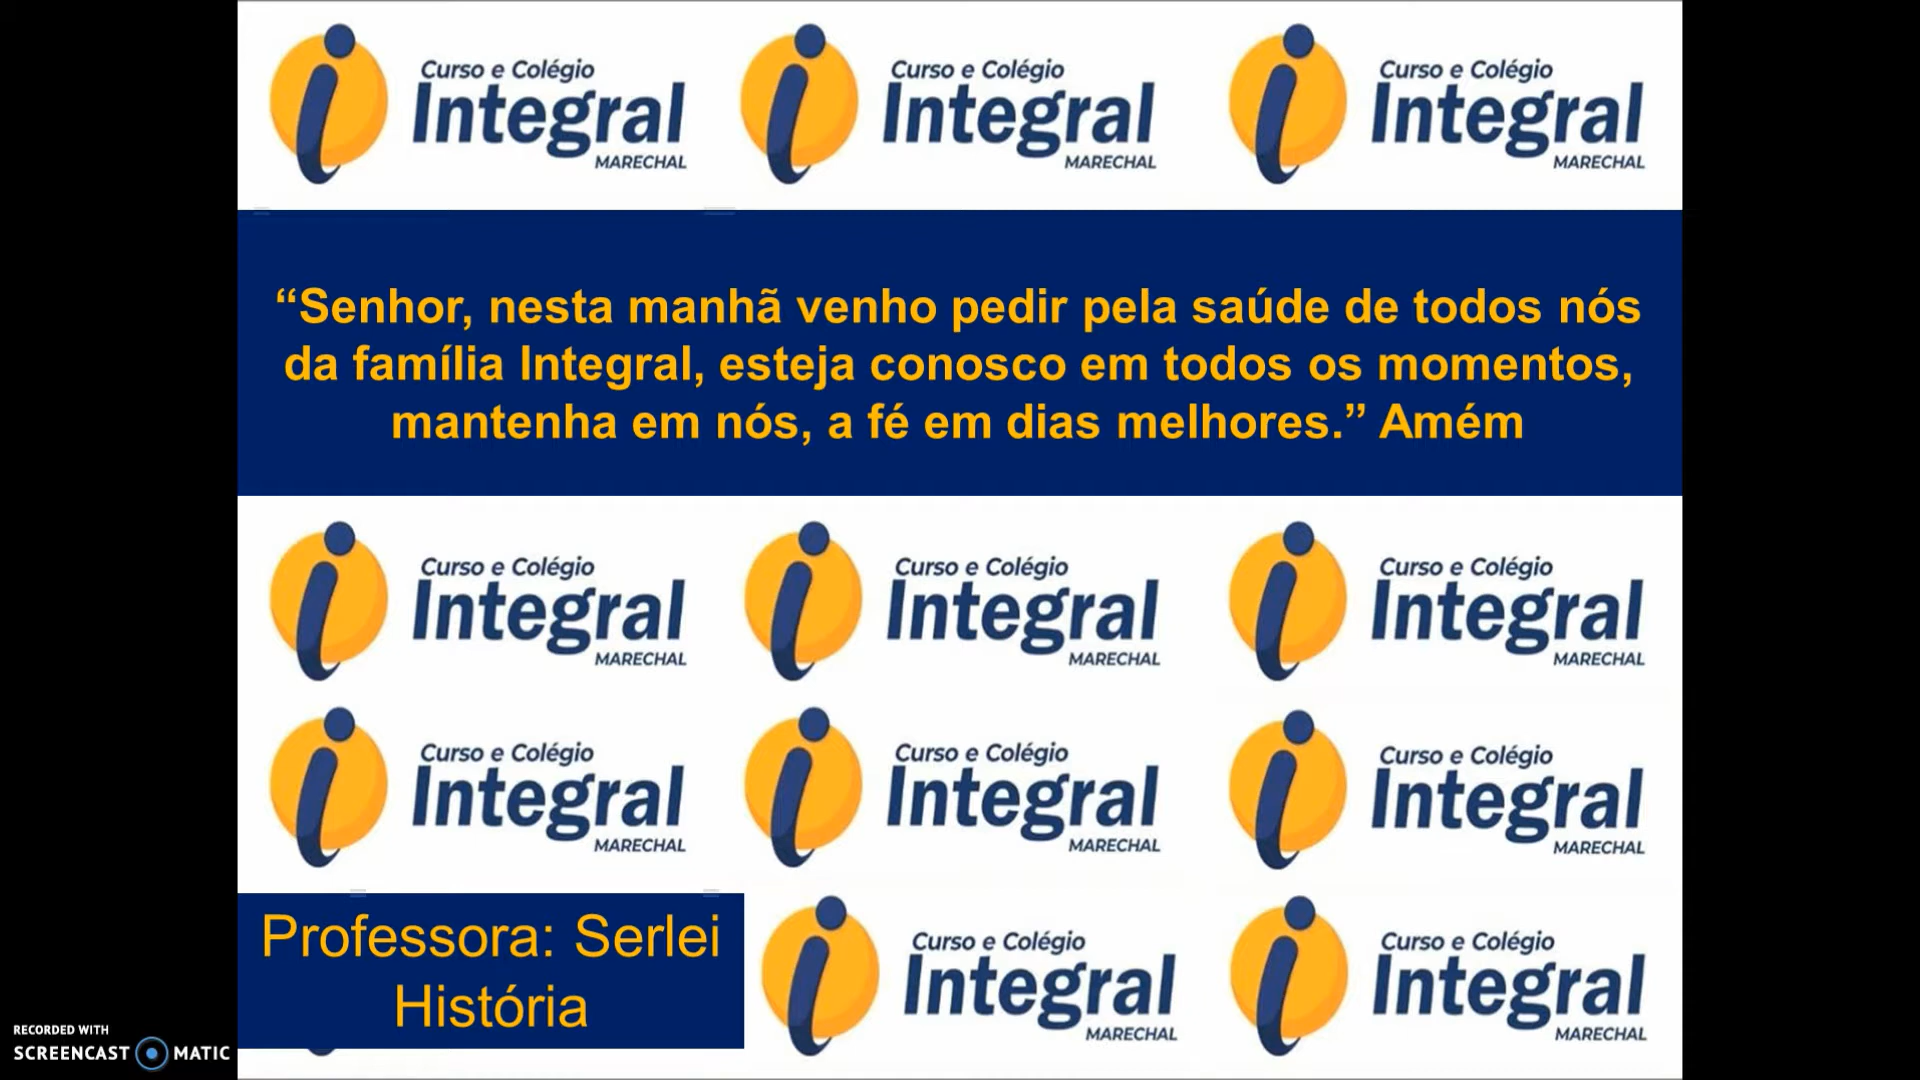 Curso e Colégio
Integral
MARECHAL
Curso e Colégio
Integral
MARECHAL
Curso e Colégio
Integral
MARECHAL
“Senhor, nesta manhã venho pedir pela saúde de todos nós
da família Integral, esteja conosco em todos os momentos,
mantenha em nós, a fé em dias melhores.” Amém
Curso e Colégio
Integral
MARECHAL
Curso e Colégio
Integral
MARECHAL
Curso e Colégio
Integral
MARECHAL
Curso e Colégio
Integral
MARECHAL
Curso e Colégio
Integral
MARECHAL
Curso e Colégio
Integral
MARECHAL
Professora: Serlei
História
Curso e Colégio
Integral
MARECHAL
Curso e Colégio
Integral
MARECHAL
RECORDED WITH
SCREENCAST MATIC